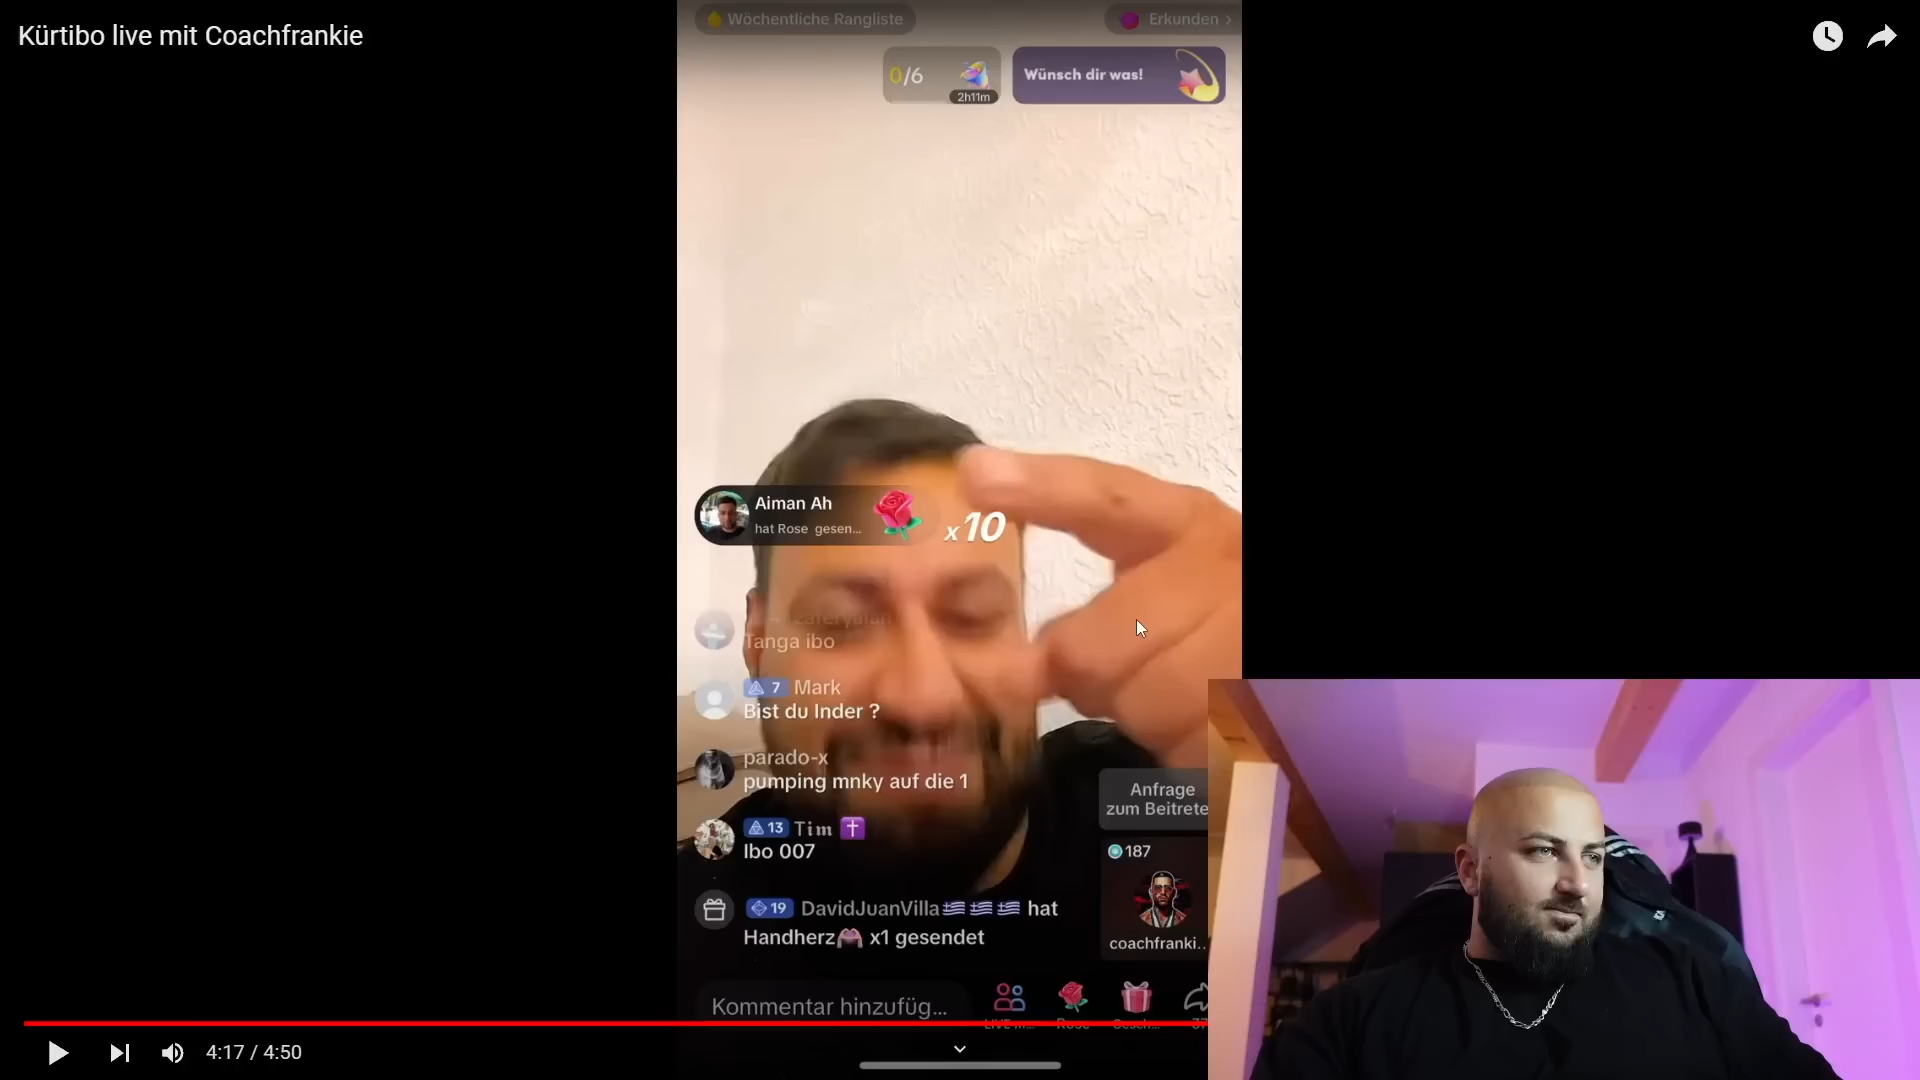 Kürtibo live mit Coachfrankie
Wöchentliche Rangliste
Erkunden >
0/6
2h11m
Wünsch dir was!
Aiman Ah
hat Rose gesen...
x10
zaferyalan
Tanga ibo
7 Mark
Bist du Inder ?
parado-x
pumping mnky auf die 1
13 Tim
Ibo 007
19 DavidJuanVilla hat
Handherz x1 gesendet
Anfrage
zum Beitrete
187
coachfranki...
Kommentar hinzufüg...
Rose
4:17 / 4:50